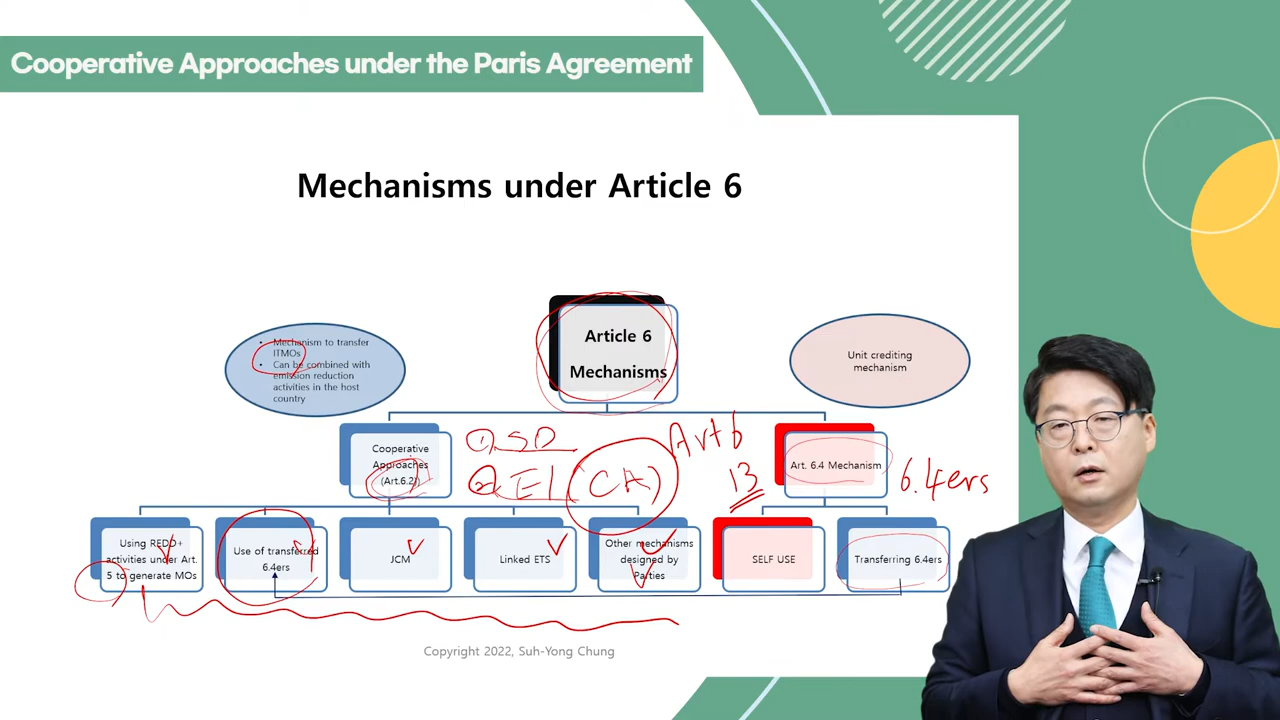 Cooperative Approaches under the Paris Agreement
Mechanisms under Article 6
• Mechanism to transfer
ITMOs
• Can be combined with
emission reduction
activities in the host
country
Article 6
Mechanisms
Unit crediting
mechanism
Cooperative
Approaches
(Art.6.2)
① SD
② EI (CA)
Art 6
13
Art. 6.4 Mechanism
6.4ers
Using REDD+
activities under Art.
5 to generate MOs
Use of transferred
6.4ers
JCM
Linked ETS
Other mechanisms
designed by
Parties
SELF USE
Transferring 6.4ers
Copyright 2022, Suh-Yong Chung